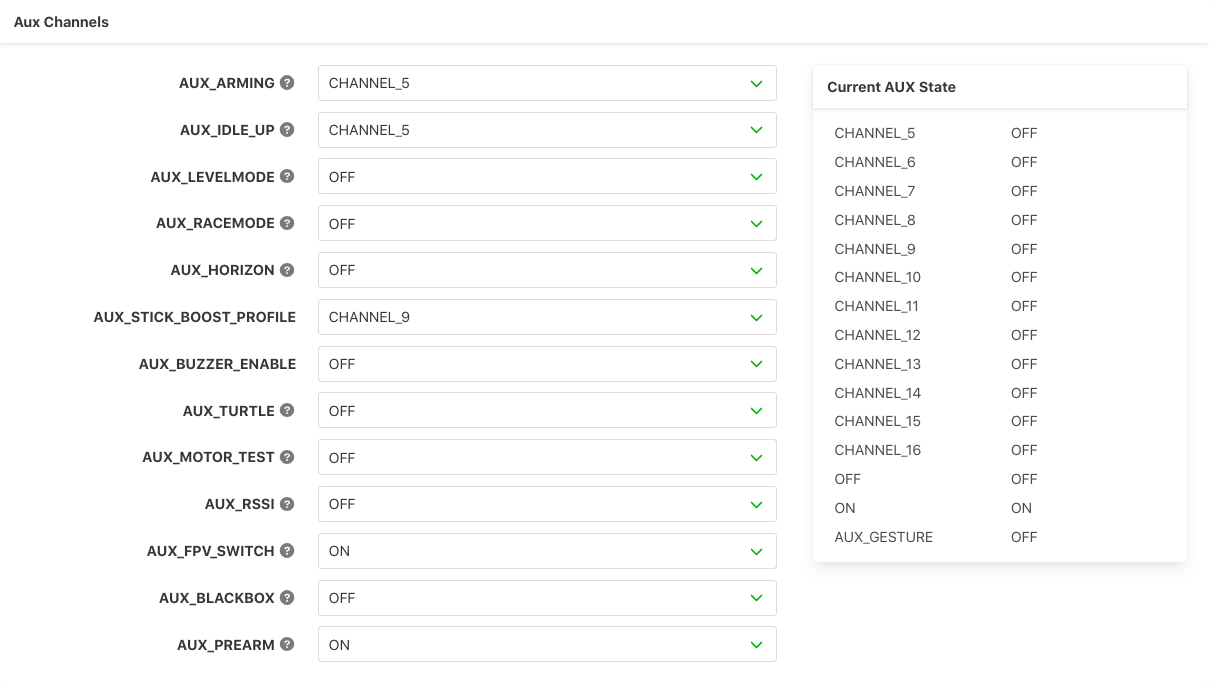 Aux Channels
AUX_ARMING ? CHANNEL_5
AUX_IDLE_UP ? CHANNEL_5
AUX_LEVELMODE ? OFF
AUX_RACEMODE ? OFF
AUX_HORIZON ? OFF
AUX_STICK_BOOST_PROFILE CHANNEL_9
AUX_BUZZER_ENABLE OFF
AUX_TURTLE ? OFF
AUX_MOTOR_TEST ? OFF
AUX_RSSI ? OFF
AUX_FPV_SWITCH ? ON
AUX_BLACKBOX ? OFF
AUX_PREARM ? ON
Current AUX State
CHANNEL_5 OFF
CHANNEL_6 OFF
CHANNEL_7 OFF
CHANNEL_8 OFF
CHANNEL_9 OFF
CHANNEL_10 OFF
CHANNEL_11 OFF
CHANNEL_12 OFF
CHANNEL_13 OFF
CHANNEL_14 OFF
CHANNEL_15 OFF
CHANNEL_16 OFF
OFF OFF
ON ON
AUX_GESTURE OFF